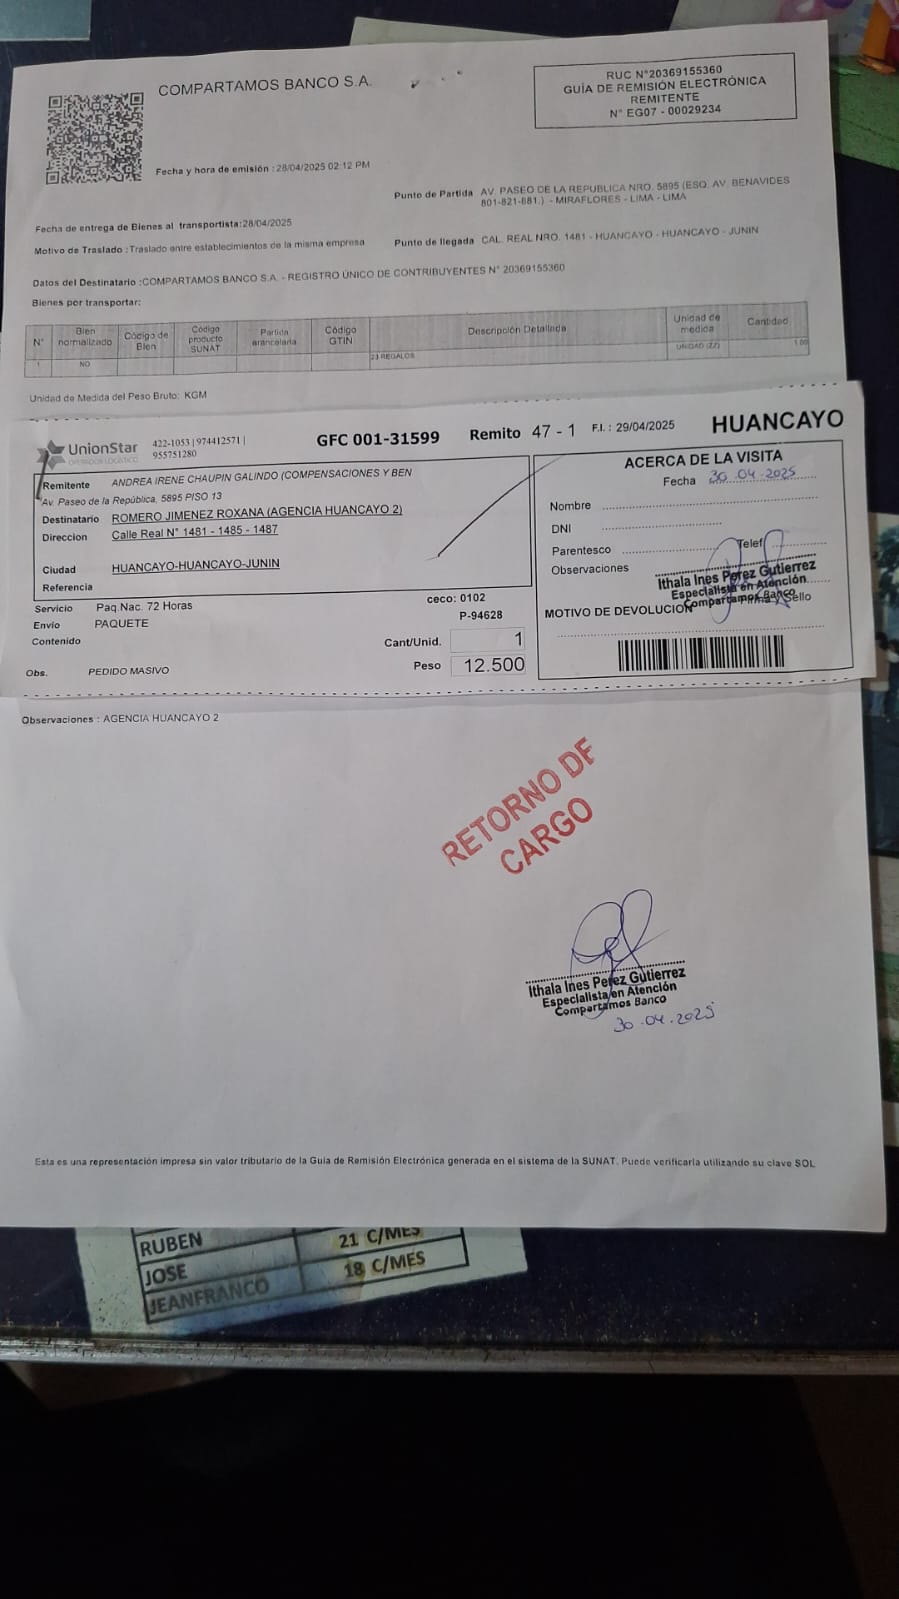 COMPARTAMOS BANCO S.A.
RUC N°20369155360
GUÍA DE REMISIÓN ELECTRÓNICA
REMITENTE
N° EG07 - 00029234
Fecha y hora de emisión : 28/04/2025 02:12 PM
Punto de Partida AV. PASEO DE LA REPUBLICA NRO. 5895 (ESQ. AV. BENAVIDES
801-821-881.) - MIRAFLORES - LIMA - LIMA
Fecha de entrega de Bienes al transportista:28/04/2025
Motivo de Traslado : Traslado entre establecimientos de la misma empresa
Punto de llegada CAL. REAL NRO. 1481 - HUANCAYO - HUANCAYO - JUNIN
Datos del Destinatario :COMPARTAMOS BANCO S.A. - REGISTRO ÚNICO DE CONTRIBUYENTES N° 20369155360
Bienes por transportar:
N° Bien normalizado Código de Bien Código producto SUNAT Partida arancelaria Código GTIN Descripción Detallada Unidad de medida Cantidad
1 NO 23 REGALOS UNIDAD (ZZ) 1.00
Unidad de Medida del Peso Bruto: KGM
UnionStar
OPERADOR LOGÍSTICO
422-1053 | 974412571 |
955751280
GFC 001-31599 Remito 47 - 1 F.I. : 29/04/2025 HUANCAYO
Remitente ANDREA IRENE CHAUPIN GALINDO (COMPENSACIONES Y BEN
Av. Paseo de la República, 5895 PISO 13
Destinatario ROMERO JIMENEZ ROXANA (AGENCIA HUANCAYO 2)
Direccion Calle Real N° 1481 - 1485 - 1487
Ciudad HUANCAYO-HUANCAYO-JUNIN
Referencia
Servicio Paq.Nac. 72 Horas ceco: 0102
Envío PAQUETE P-94628
Contenido Cant/Unid. 1
Obs. PEDIDO MASIVO Peso 12.500
ACERCA DE LA VISITA
Fecha 30.04.2025
Nombre
DNI
Parentesco Telef
Observaciones
Ithala Ines Perez Gutierrez
Especialista en Atención
Compartamos Banco
MOTIVO DE DEVOLUCION Firma y Sello
Observaciones : AGENCIA HUANCAYO 2
RETORNO DE
CARGO
Ithala Ines Perez Gutierrez
Especialista en Atención
Compartamos Banco
30.04.2025
Esta es una representación impresa sin valor tributario de la Guía de Remisión Electrónica generada en el sistema de la SUNAT. Puede verificarla utilizando su clave SOL
RUBEN 21 C/MES
JOSE 18 C/MES
JEANFRANCO